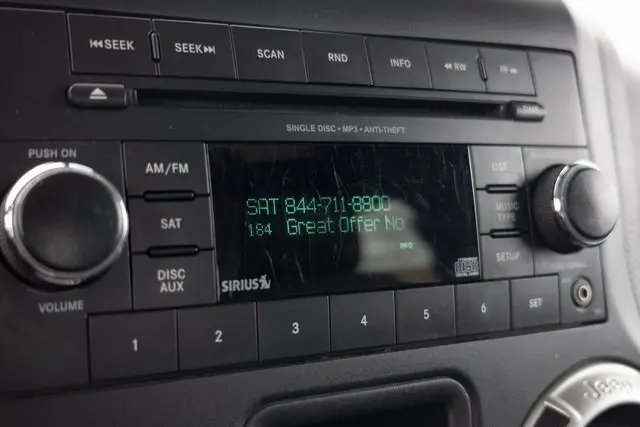 SEEK SEEK SCAN RND INFO RW FF
SINGLE DISC • MP3 • ANTI-THEFT
PUSH ON
VOLUME
AM/FM
SAT
DISC
AUX
SAT 844-711-8800
184 Great Offer No
SIRIUS
LIST
MUSIC
TYPE
SETUP
1 2 3 4 5 6 SET
Jeep